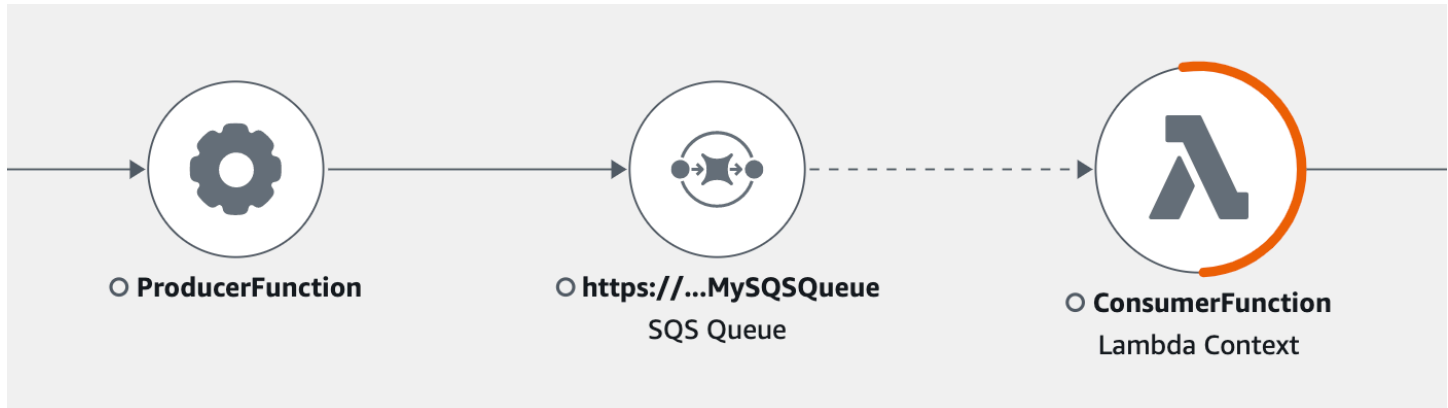 ProducerFunction
https://...MySQSQueue
SQS Queue
ConsumerFunction
Lambda Context